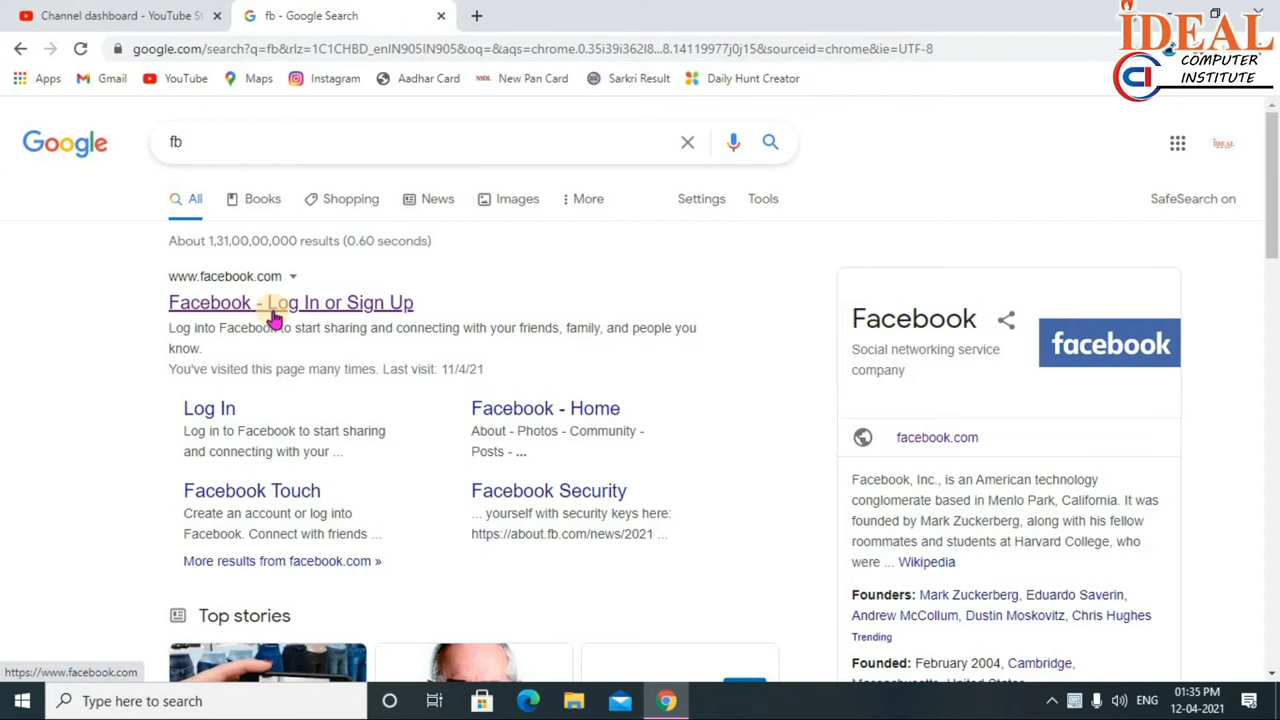 Channel dashboard - YouTube St
fb - Google Search
google.com/search?q=fb&rlz=1C1CHBD_enIN905IN905&oq=&aqs=chrome.0.35i39i362l8...8.14119977j0j15&sourceid=chrome&ie=UTF-8
Apps Gmail YouTube Maps Instagram Aadhar Card NSDL New Pan Card Sarkri Result Daily Hunt Creator
IDEAL
COMPUTER
INSTITUTE
Google
fb
IDEAL
All Books Shopping News Images More Settings Tools SafeSearch on
About 1,31,00,00,000 results (0.60 seconds)
www.facebook.com
Facebook - Log In or Sign Up
Log into Facebook to start sharing and connecting with your friends, family, and people you
know.
You've visited this page many times. Last visit: 11/4/21
Log In
Log in to Facebook to start sharing
and connecting with your ...
Facebook - Home
About - Photos - Community -
Posts - ...
Facebook Touch
Create an account or log into
Facebook. Connect with friends ...
Facebook Security
... yourself with security keys here:
https://about.fb.com/news/2021 ...
More results from facebook.com »
Top stories
Facebook
Social networking service
company
facebook
facebook.com
Facebook, Inc., is an American technology
conglomerate based in Menlo Park, California. It was
founded by Mark Zuckerberg, along with his fellow
roommates and students at Harvard College, who
were ... Wikipedia
Founders: Mark Zuckerberg, Eduardo Saverin,
Andrew McCollum, Dustin Moskovitz, Chris Hughes
Trending
Founded: February 2004, Cambridge,
https://www.facebook.com
Type here to search
ENG
01:35 PM
12-04-2021